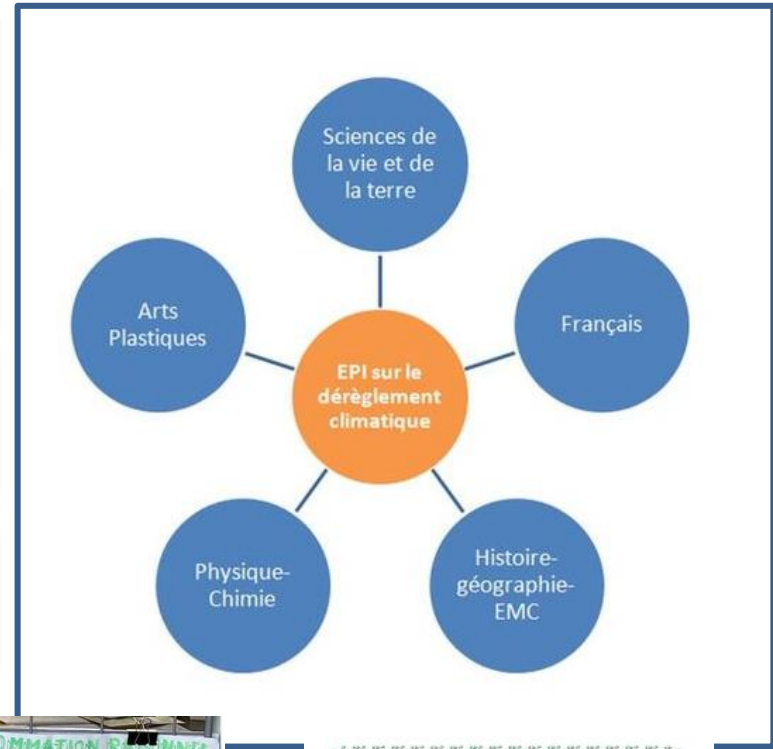 Sciences de
la vie et de
la terre
Arts
Plastiques
Français
EPI sur le
dérèglement
climatique
Physique-
Chimie
Histoire-
géographie-
EMC